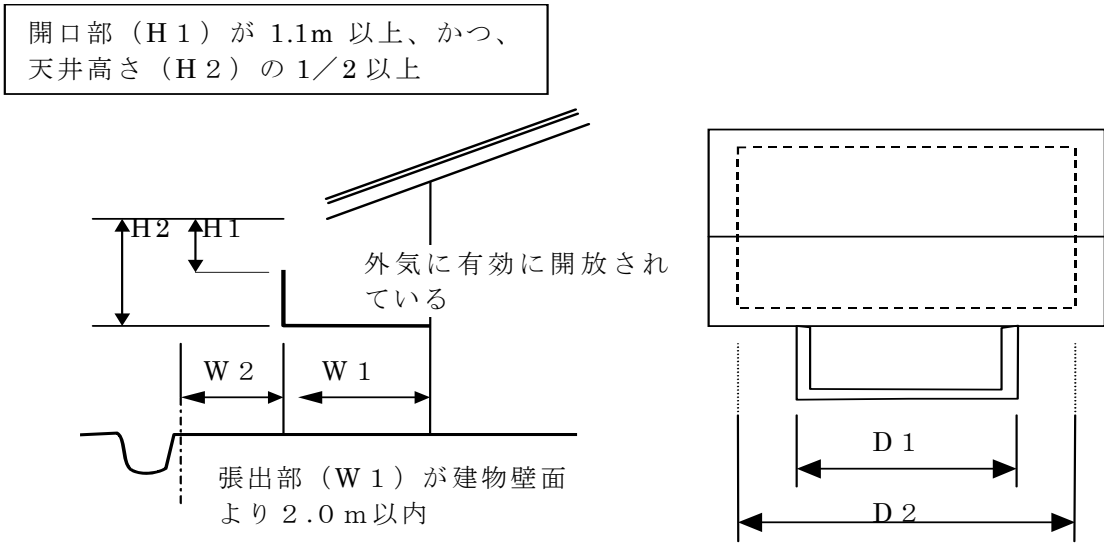 開口部（H１）が 1.1m 以上、かつ、
天井高さ（H２）の 1／2 以上
H2
H1
外気に有効に開放され
ている
W２
W１
張出部（W１）が建物壁面
より２.０ｍ以内
D１
D２